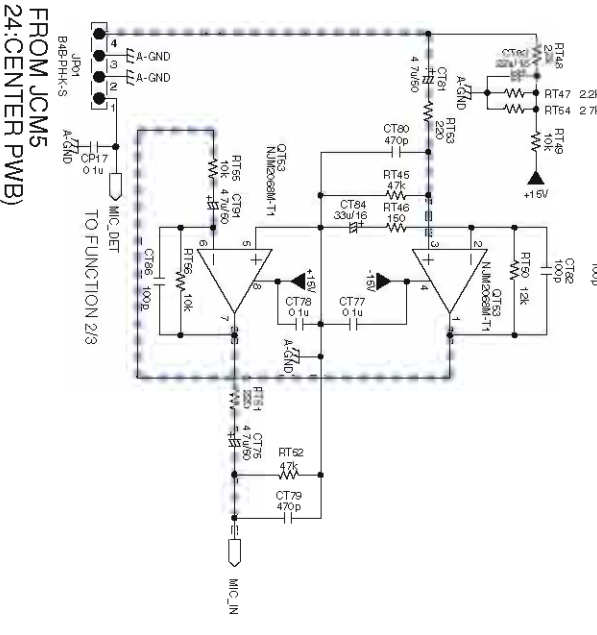 FROM JCM5
24:CENTER PWB)
JP01
B4B-PH-K-S
4
3
2
1
A-GND
A-GND
A-GND
CP17
0.1u
MIC_DET
TO FUNCTION 2/3
RT55
10k
CT91
4.7u/50
QT53
NJM2068M-T1
6
5
7
8
CT86
100p
RT56
10k
+15V
CT78
0.1u
A-GND
CT77
0.1u
-15V
CT80
470p
RT45
47k
CT84
33u/16
RT46
150
CT81
4.7u/50
RT53
220
3
2
4
1
QT53
NJM2068M-T1
RT50
12k
CT82
100p
100p
A-GND
RT48
RT47 2.2k
RT54 2.7k
RT49
10k
+15V
RT51
CT75
4.7u/50
RT52
47k
CT79
470p
MIC_IN